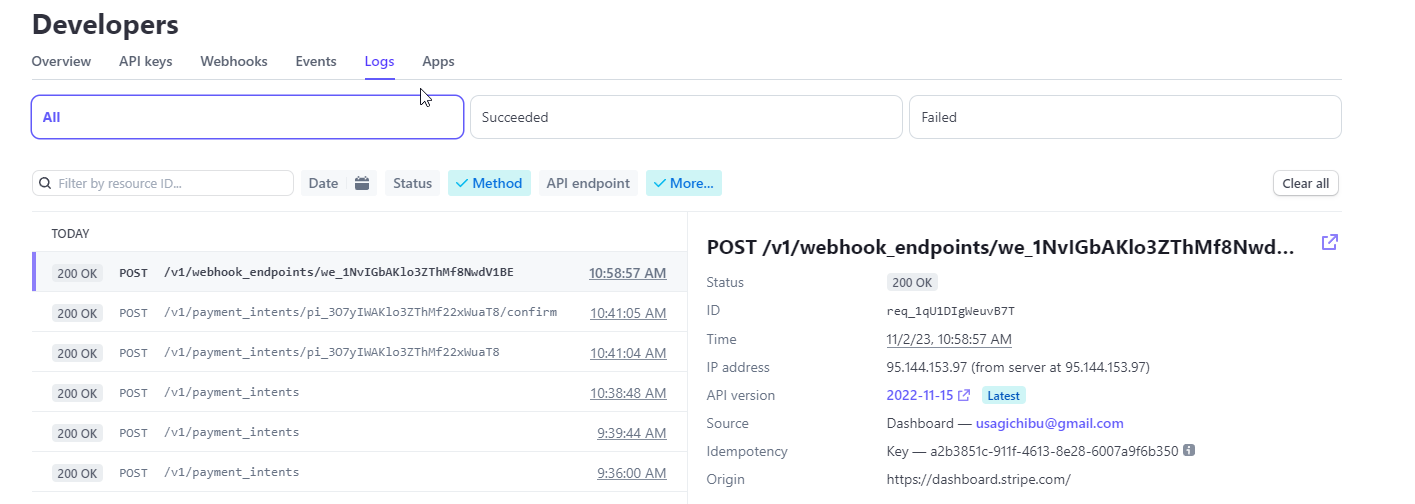 Developers
Overview API keys Webhooks Events Logs Apps
All Succeeded Failed
Filter by resource ID... Date Status Method API endpoint More... Clear all
TODAY
200 OK POST /v1/webhook_endpoints/we_1NvIGbAKlo3ZThMf8NwdV1BE 10:58:57 AM
200 OK POST /v1/payment_intents/pi_3O7yIWAKlo3ZThMf22xWuaT8/confirm 10:41:05 AM
200 OK POST /v1/payment_intents/pi_3O7yIWAKlo3ZThMf22xWuaT8 10:41:04 AM
200 OK POST /v1/payment_intents 10:38:48 AM
200 OK POST /v1/payment_intents 9:39:44 AM
200 OK POST /v1/payment_intents 9:36:00 AM
POST /v1/webhook_endpoints/we_1NvIGbAKlo3ZThMf8Nwd...
Status 200 OK
ID req_1qU1DIgWeuvB7T
Time 11/2/23, 10:58:57 AM
IP address 95.144.153.97 (from server at 95.144.153.97)
API version 2022-11-15 Latest
Source Dashboard — usagichibu@gmail.com
Idempotency Key — a2b3851c-911f-4613-8e28-6007a9f6b350
Origin https://dashboard.stripe.com/